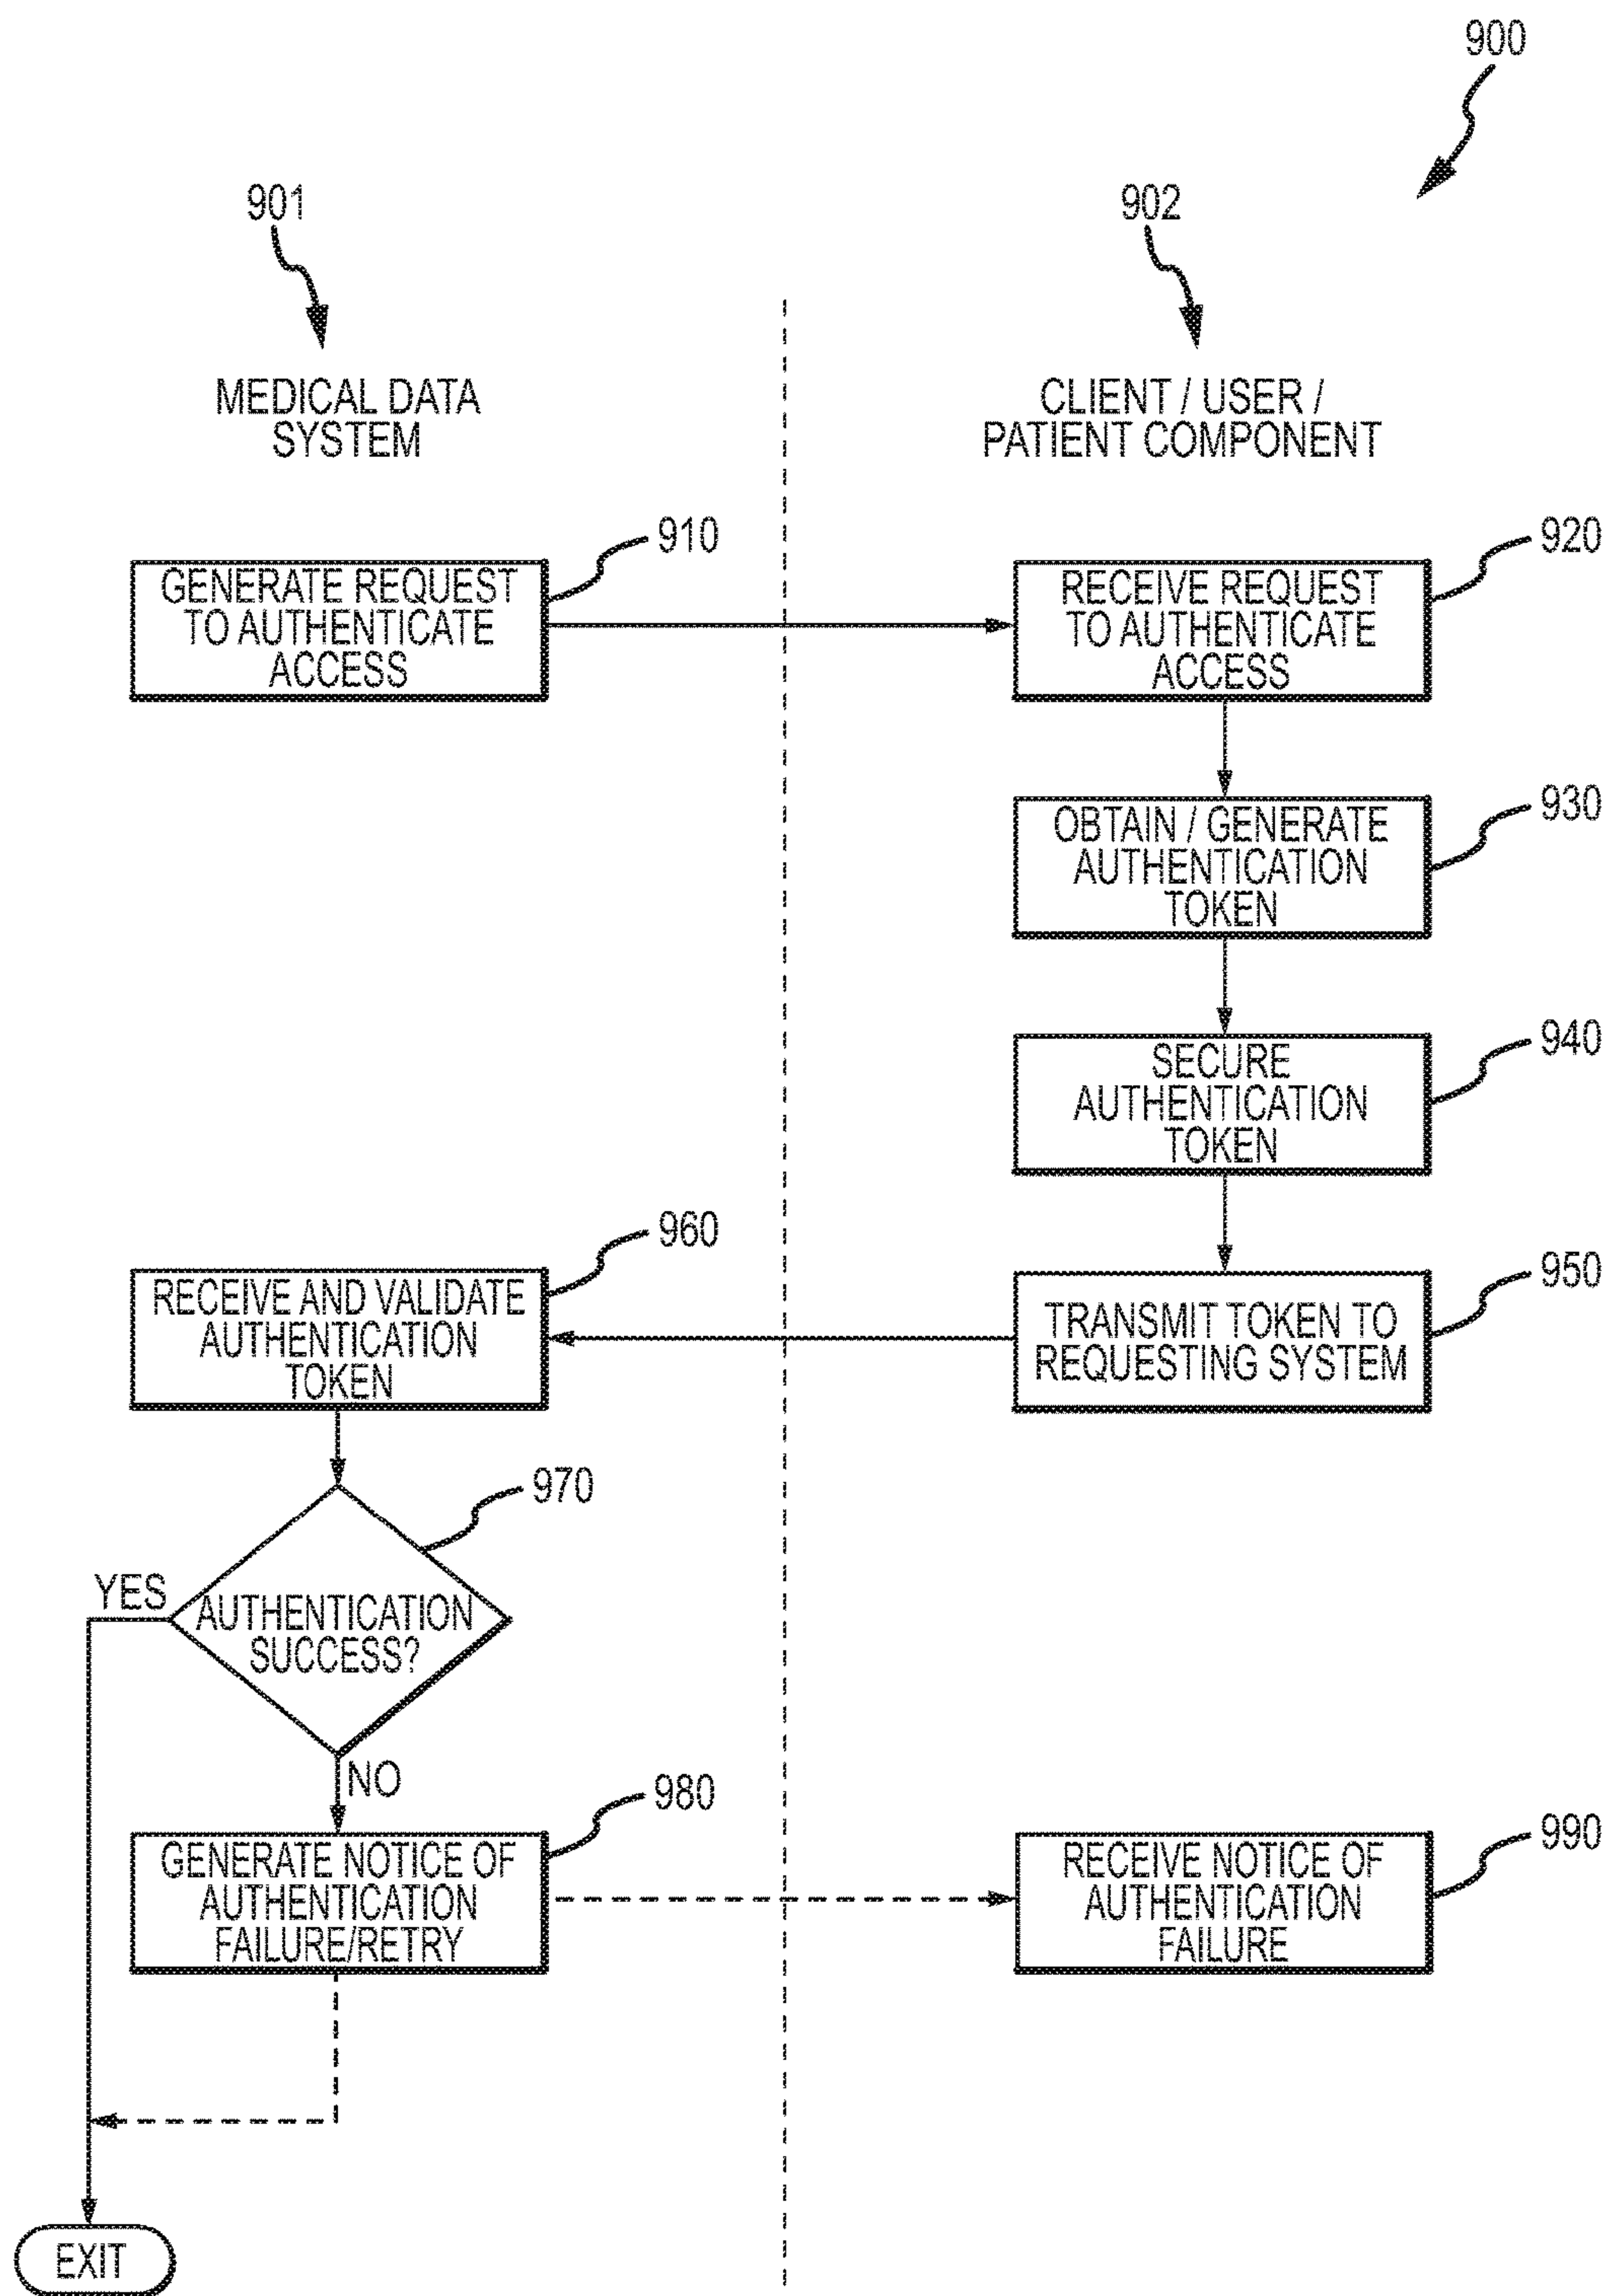 900
901
902
MEDICAL DATA
SYSTEM
CLIENT / USER /
PATIENT COMPONENT
910
GENERATE REQUEST
TO AUTHENTICATE
ACCESS
920
RECEIVE REQUEST
TO AUTHENTICATE
ACCESS
930
OBTAIN / GENERATE
AUTHENTICATION
TOKEN
940
SECURE
AUTHENTICATION
TOKEN
950
TRANSMIT TOKEN TO
REQUESTING SYSTEM
960
RECEIVE AND VALIDATE
AUTHENTICATION
TOKEN
970
AUTHENTICATION
SUCCESS?
YES
NO
980
GENERATE NOTICE OF
AUTHENTICATION
FAILURE/RETRY
990
RECEIVE NOTICE OF
AUTHENTICATION
FAILURE
EXIT